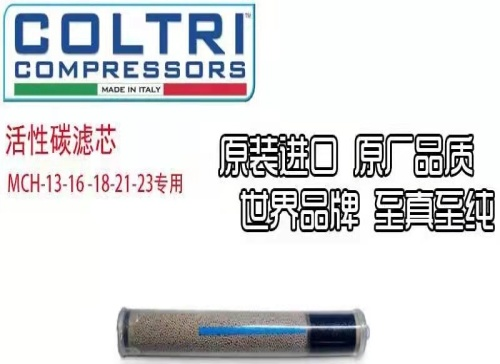 COLTRI™
COMPRESSORS
MADE IN ITALY
活性碳滤芯
MCH-13-16 -18-21-23专用
原装进口 原厂品质
世界品牌 至真至纯